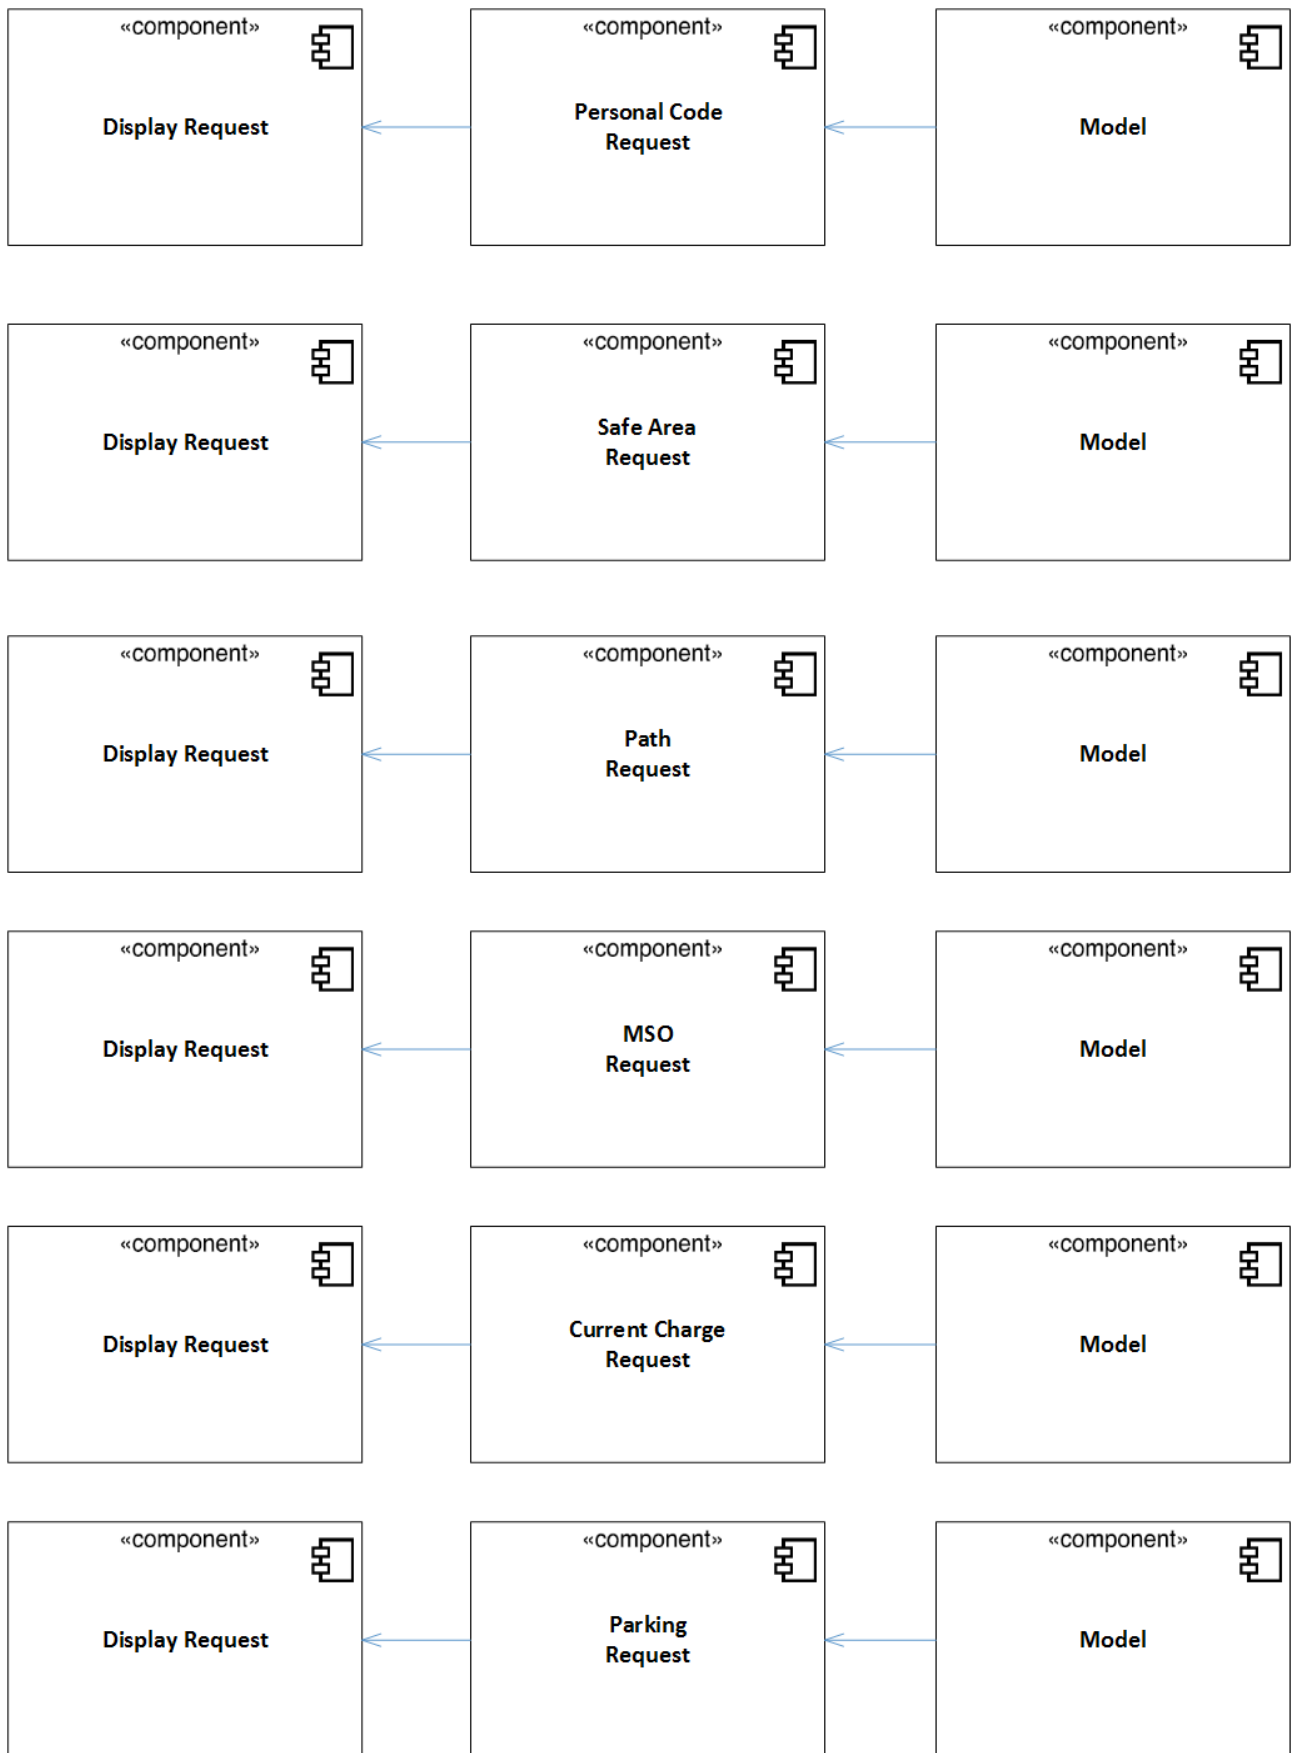 «component» «component» «component»
Display Request
Personal Code
Request
Model
«component» «component» «component»
Display Request
Safe Area
Request
Model
«component» «component» «component»
Display Request
Path
Request
Model
«component» «component» «component»
Display Request
MSO
Request
Model
«component» «component» «component»
Display Request
Current Charge
Request
Model
«component» «component» «component»
Display Request
Parking
Request
Model